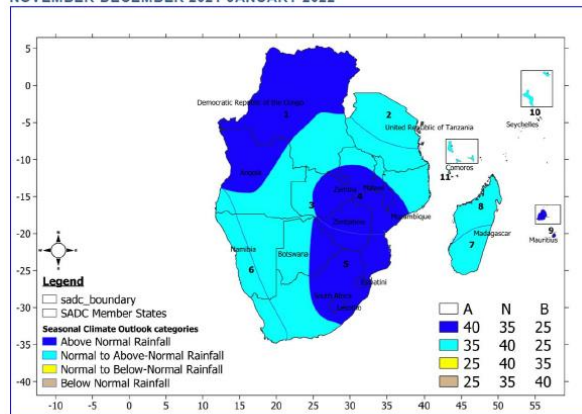 NOVEMBER-DECEMBER 2021-JANUARY 2022
5
0
-5
-10
-15
-20
-25
-30
-35
-40
Democratic Republic of the Congo
1
2
United Republic of Tanzania
10
Seychelles
Comoros
11
Angola
Zambia
Malawi
4
3
Mozambique
Zimbabwe
8
Madagascar
7
9
Mauritius
Namibia
6
Botswana
5
Eswatini
South Africa
Lesotho
Legend
sadc_boundary
SADC Member States
Seasonal Climate Outlook categories
Above Normal Rainfall
Normal to Above-Normal Rainfall
Normal to Below-Normal Rainfall
Below Normal Rainfall
A N B
40 35 25
35 40 25
25 40 35
25 35 40
-10 -5 0 5 10 15 20 25 30 35 40 45 50 55